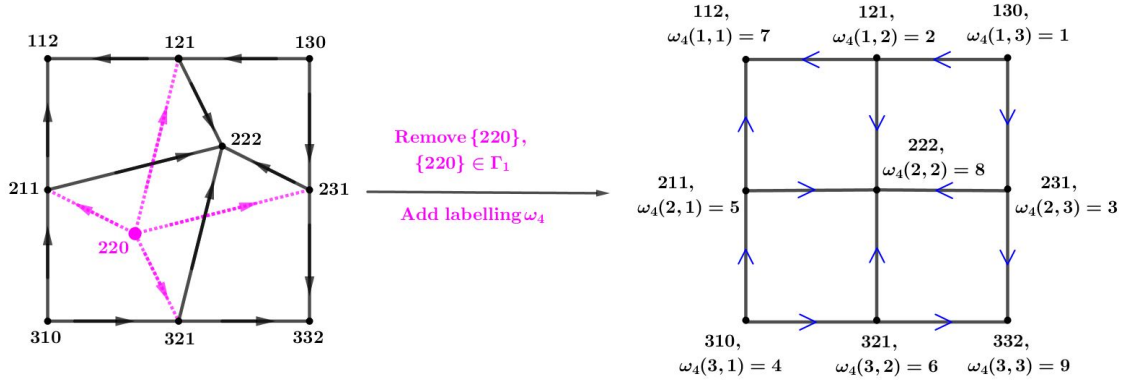 112
121
130
222
211
231
220
310
321
332
Remove {220},
{220} ∈ Γ₁
Add labelling ω₄
112,
ω₄(1, 1) = 7
121,
ω₄(1, 2) = 2
130,
ω₄(1, 3) = 1
222,
ω₄(2, 2) = 8
211,
ω₄(2, 1) = 5
231,
ω₄(2, 3) = 3
310,
ω₄(3, 1) = 4
321,
ω₄(3, 2) = 6
332,
ω₄(3, 3) = 9